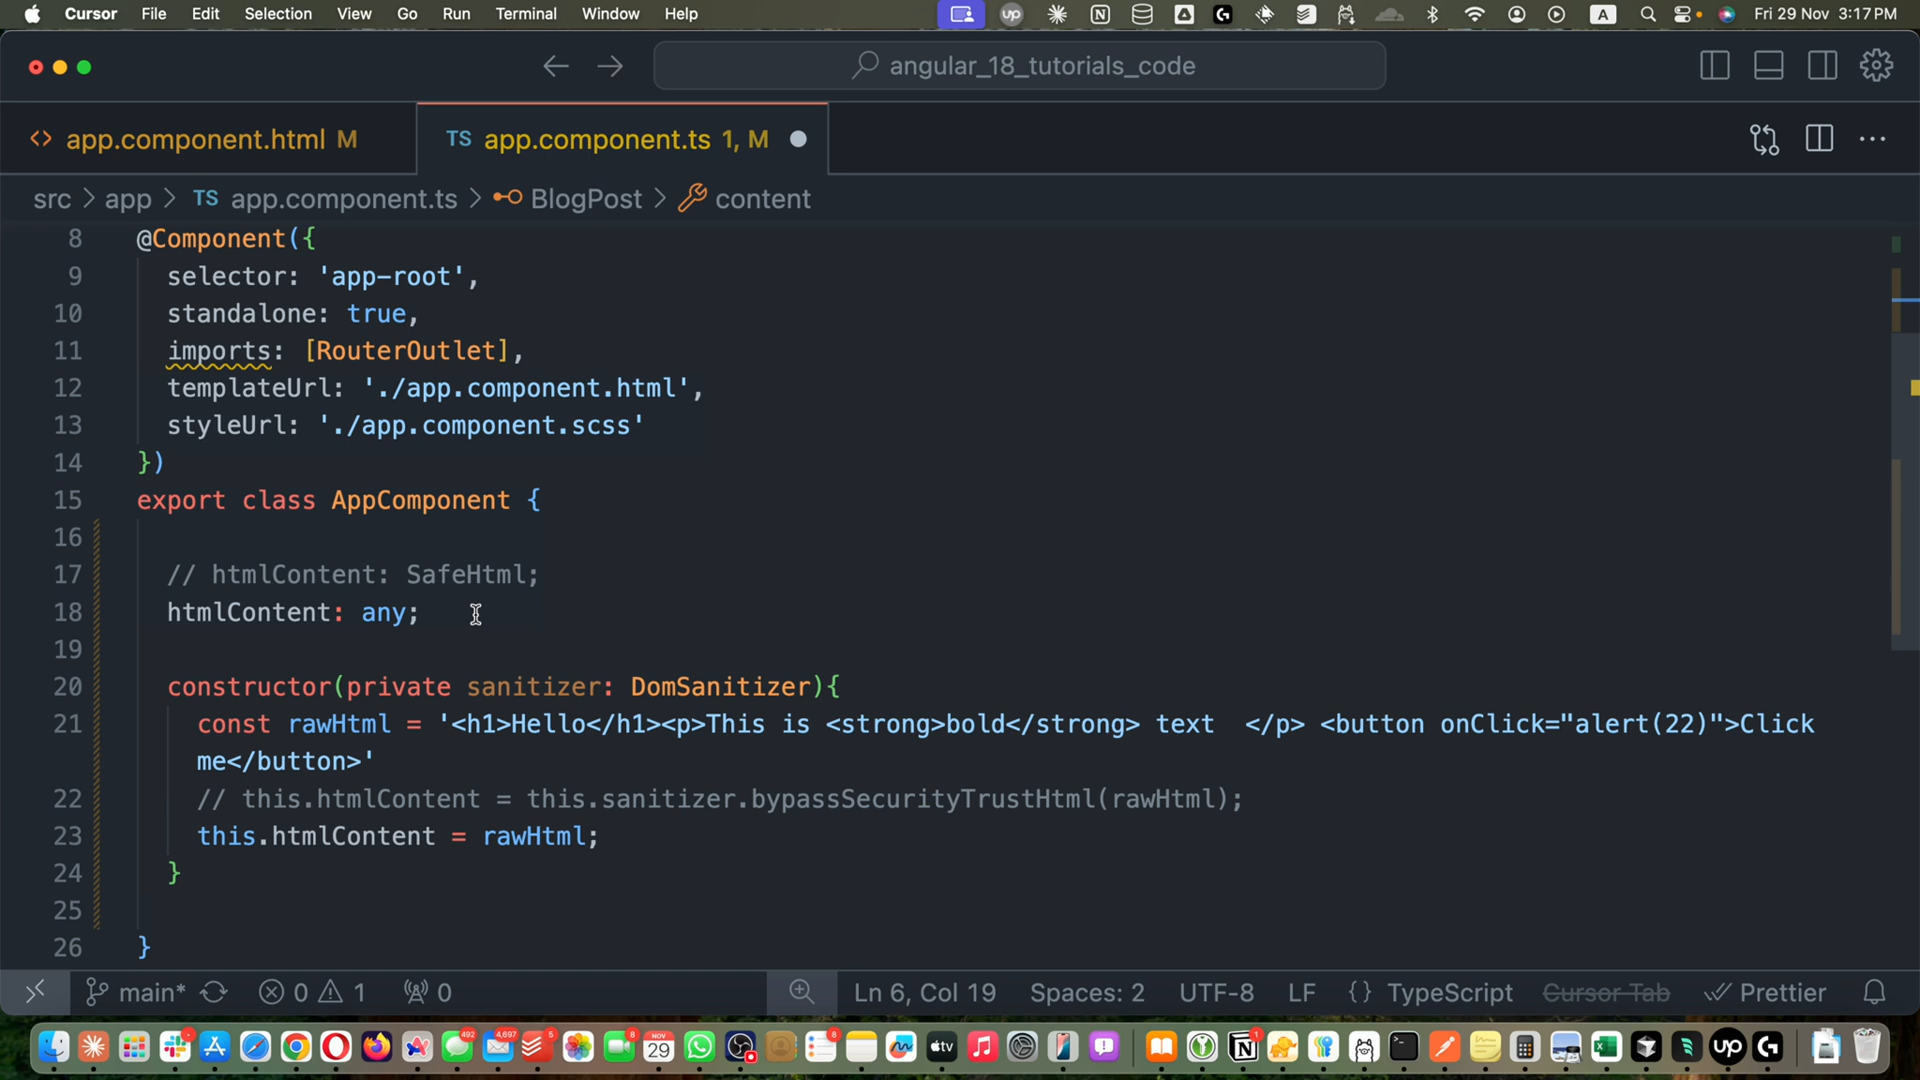 Cursor File Edit Selection View Go Run Terminal Window Help Fri 29 Nov 3:17 PM
angular_18_tutorials_code
app.component.html M TS app.component.ts 1, M
src > app > TS app.component.ts > BlogPost > content
8 @Component({
9 selector: 'app-root',
10 standalone: true,
11 imports: [RouterOutlet],
12 templateUrl: './app.component.html',
13 styleUrl: './app.component.scss'
14 })
15 export class AppComponent {
16
17 // htmlContent: SafeHtml;
18 htmlContent: any;
19
20 constructor(private sanitizer: DomSanitizer){
21 const rawHtml = '<h1>Hello</h1><p>This is <strong>bold</strong> text  </p> <button onClick="alert(22)">Click
me</button>'
22 // this.htmlContent = this.sanitizer.bypassSecurityTrustHtml(rawHtml);
23 this.htmlContent = rawHtml;
24 }
25
26 }
main* 0 1 0 Ln 6, Col 19 Spaces: 2 UTF-8 LF {} TypeScript Cursor Tab Prettier